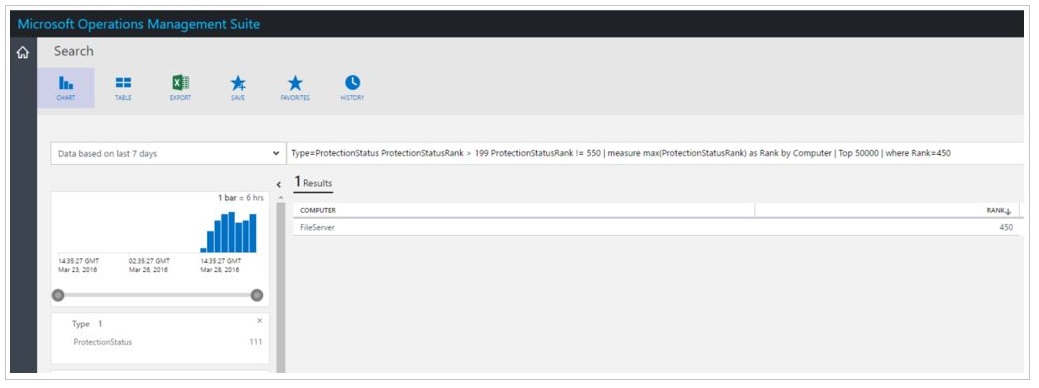 Microsoft Operations Management Suite
Search
CHART TABLE EXPORT SAVE FAVORITES HISTORY
Data based on last 7 days
Type=ProtectionStatus ProtectionStatusRank > 199 ProtectionStatusRank != 550 | measure max(ProtectionStatusRank) as Rank by Computer | Top 50000 | where Rank=450
1 Results
1 bar = 6 hrs
COMPUTER RANK
FileServer 450
14:35:27 GMT 02:35:27 GMT 14:35:27 GMT
Mar 23, 2016 Mar 26, 2016 Mar 28, 2016
Type 1
ProtectionStatus 111